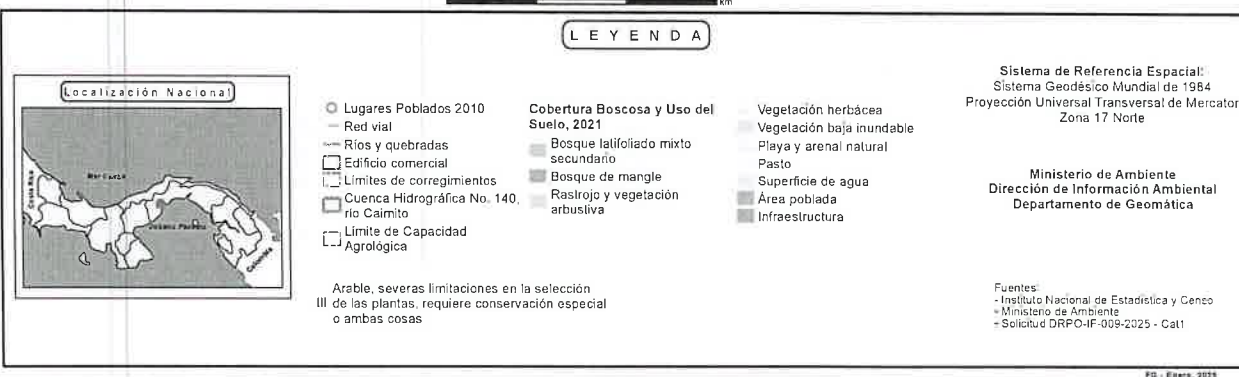 km
LEYENDA
Localización Nacional
Costa Rica
Colombia
Lugares Poblados 2010
Red vial
Ríos y quebradas
Edificio comercial
Límites de corregimientos
Cuenca Hidrográfica No. 140,
río Caimito
Límite de Capacidad
Agrológica
Arable, severas limitaciones en la selección
III de las plantas, requiere conservación especial
o ambas cosas
Cobertura Boscosa y Uso del
Suelo, 2021
Bosque latifoliado mixto
secundario
Bosque de mangle
Rastrojo y vegetación
arbustiva
Vegetación herbácea
Vegetación baja inundable
Playa y arenal natural
Pasto
Superficie de agua
Área poblada
Infraestructura
Sistema de Referencia Espacial:
Sistema Geodésico Mundial de 1984
Proyección Universal Transversal de Mercator
Zona 17 Norte
Ministerio de Ambiente
Dirección de Información Ambiental
Departamento de Geomática
Fuentes:
- Instituto Nacional de Estadística y Censo
- Ministerio de Ambiente
- Solicitud DRPO-IF-009-2025 - Cat1